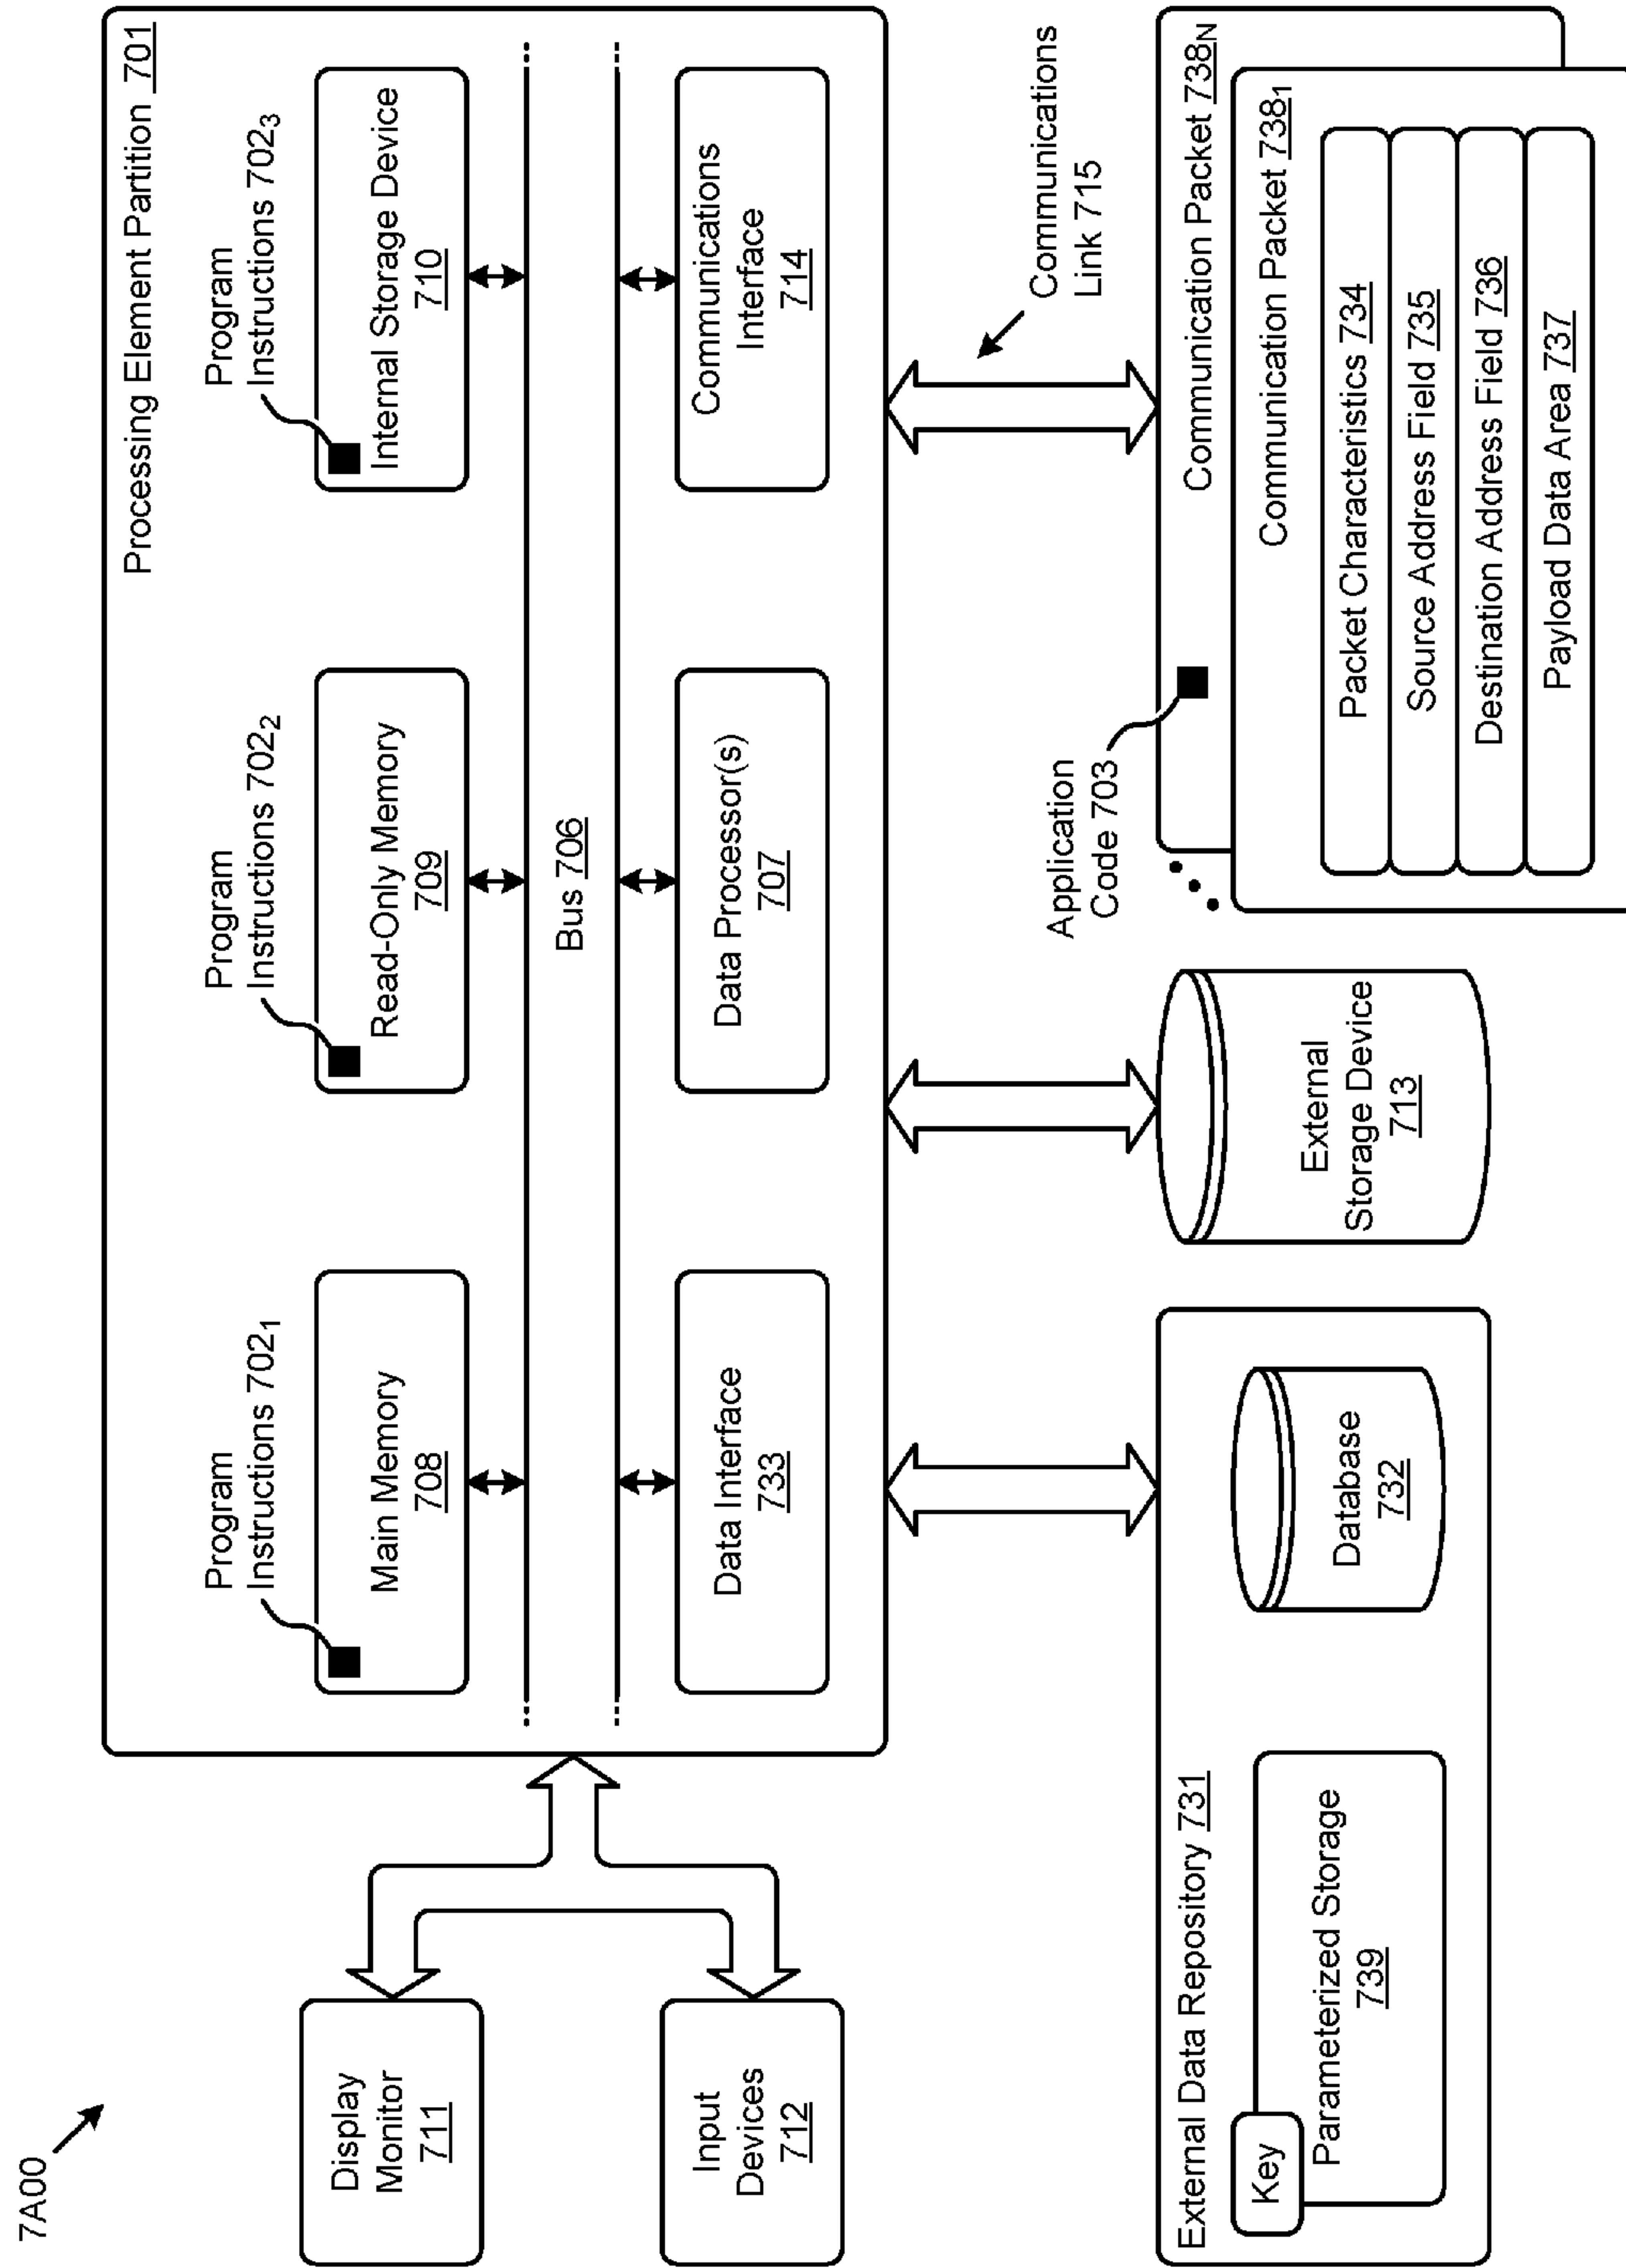 7A00
Processing Element Partition 701
Program
Instructions 702₁
Program
Instructions 702₂
Program
Instructions 702₃
Display
Monitor
711
Main Memory
708
Read-Only Memory
709
Internal Storage Device
710
Bus 706
Input
Devices
712
Data Interface
733
Data Processor(s)
707
Communications
Interface
714
Communications
Link 715
Application
Code 703
External Data Repository 731
Key
Parameterized Storage
739
Database
732
External
Storage Device
713
Communication Packet 738N
Communication Packet 738₁
Packet Characteristics 734
Source Address Field 735
Destination Address Field 736
Payload Data Area 737